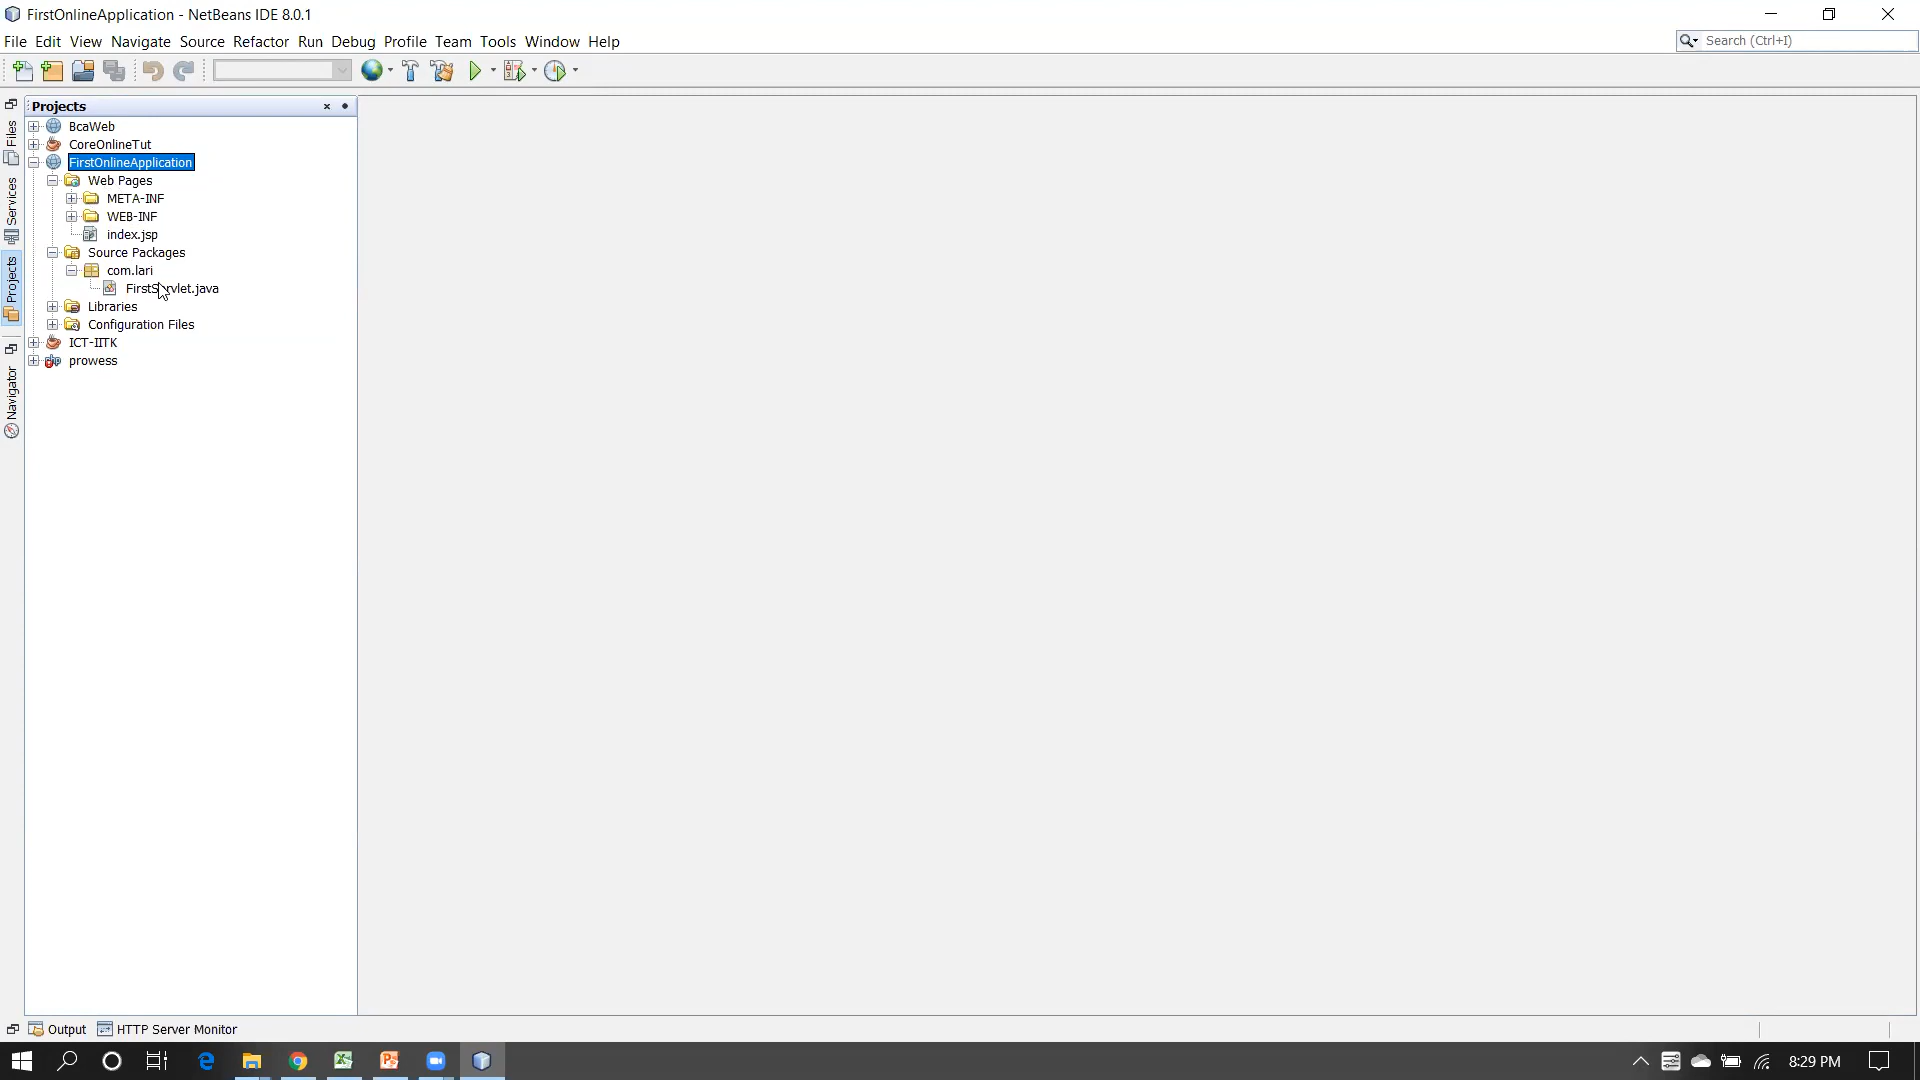 FirstOnlineApplication - NetBeans IDE 8.0.1
File Edit View Navigate Source Refactor Run Debug Profile Team Tools Window Help
Search (Ctrl+I)
Projects
Files
Services
Projects
Navigator
BcaWeb
CoreOnlineTut
FirstOnlineApplication
Web Pages
META-INF
WEB-INF
index.jsp
Source Packages
com.lari
FirstServlet.java
Libraries
Configuration Files
ICT-IITK
prowess
Output HTTP Server Monitor
8:29 PM